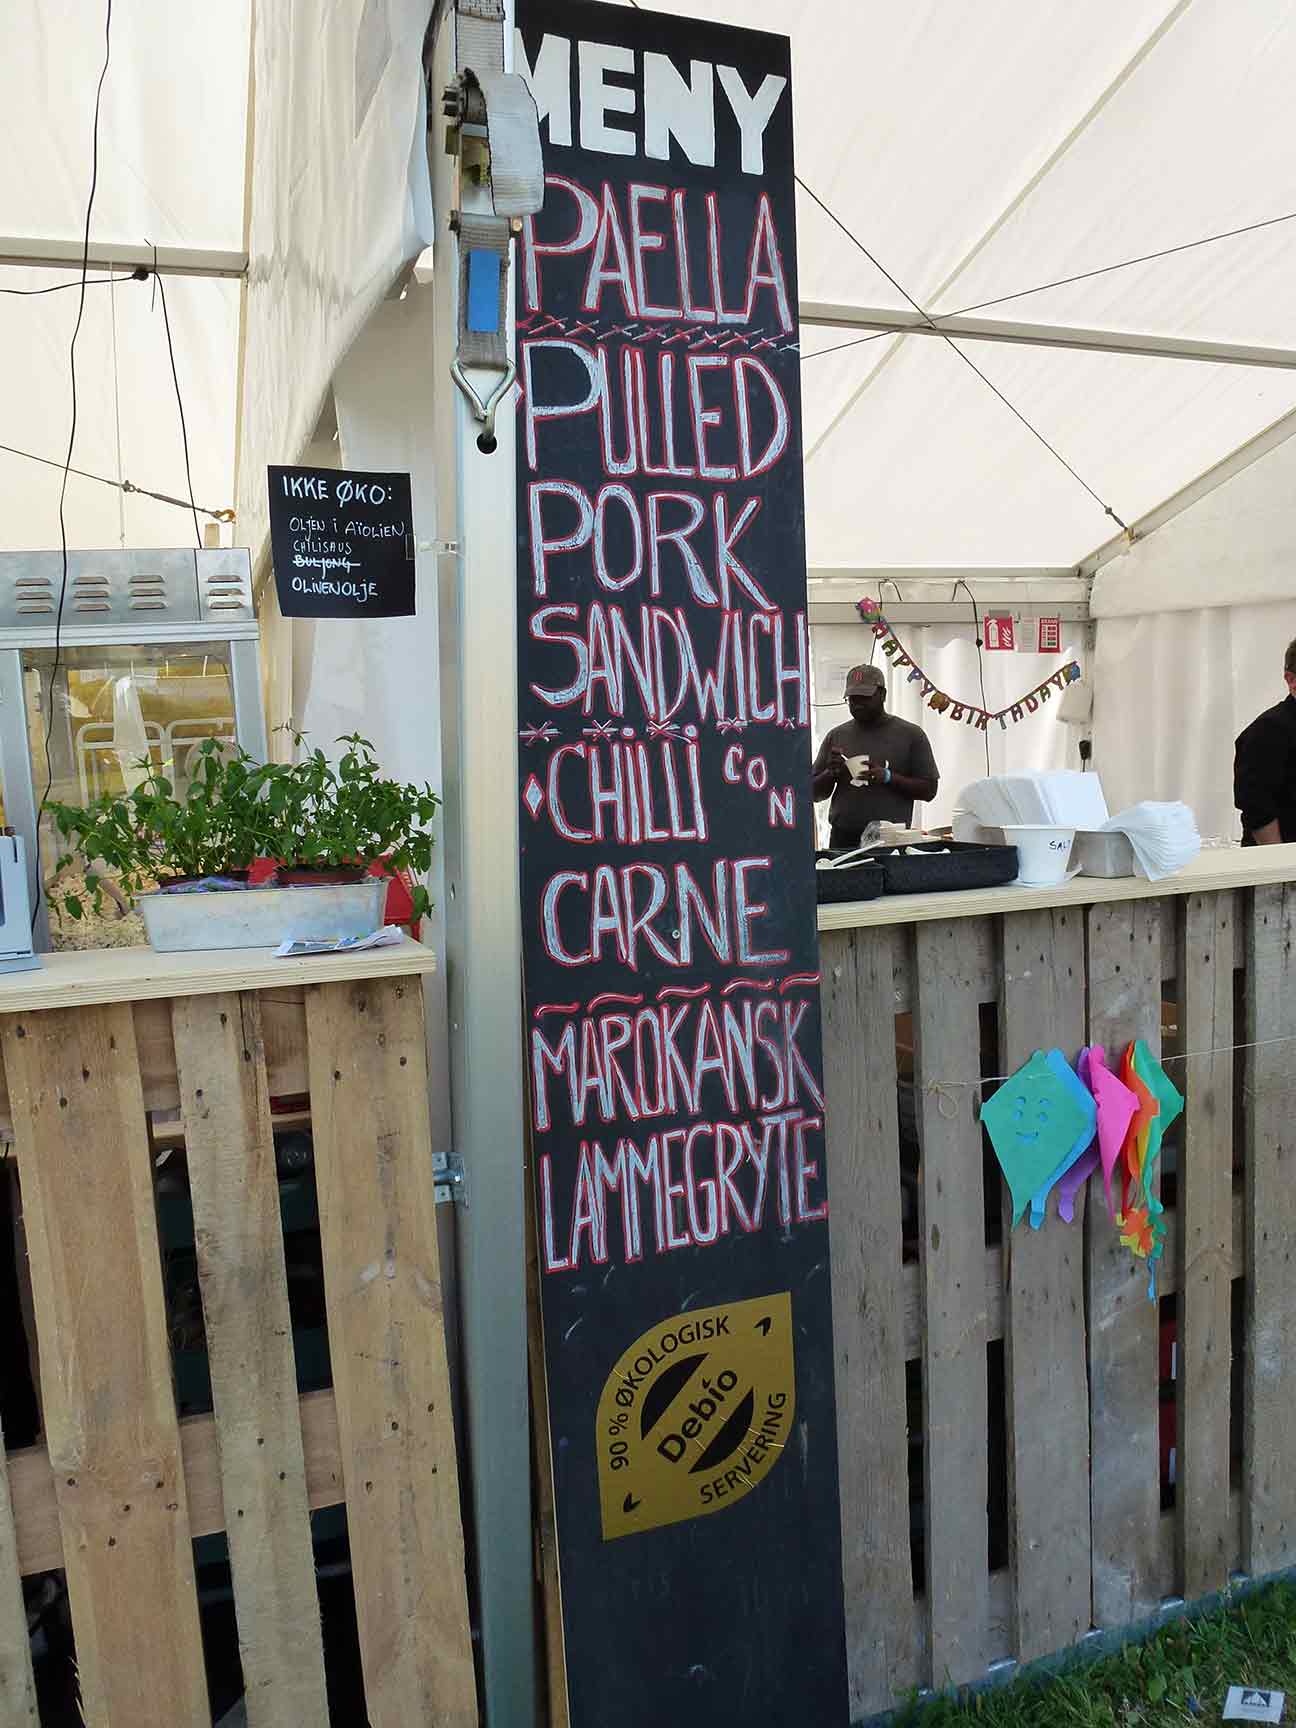 MENY
PAELLA
PULLED
PORK
SANDWICH
CHILLI CON
CARNE
MAROKANSK
LAMMEGRYTE
90 % ØKOLOGISK
Debio
SERVERING
IKKE ØKO:
OLJEN I AÏOLIEN
CHILISAUS
BULJONG
OLIVENOLJE
HAPPY BIRTHDAY